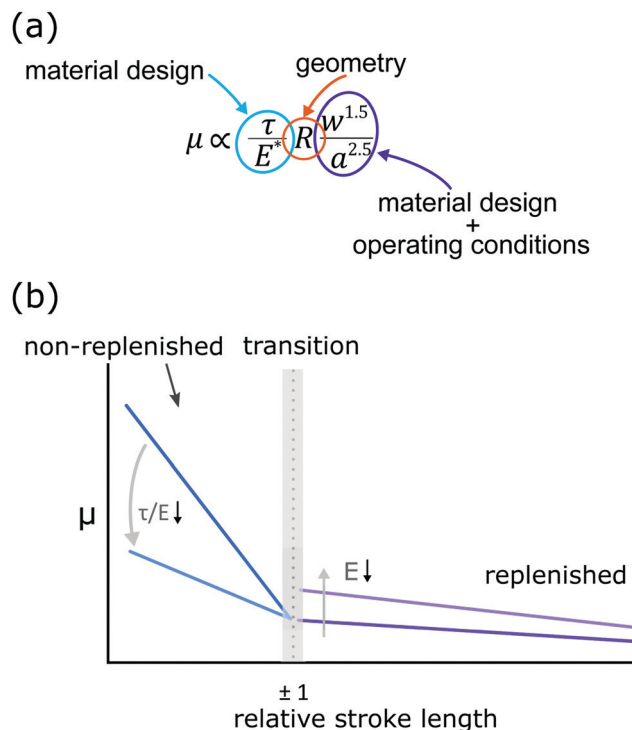 (a)
material design
geometry
μ ∝ τ/E* R w^1.5/a^2.5
material design
+
operating conditions
(b)
non-replenished
transition
μ
τ/E↓
E↓
replenished
± 1
relative stroke length